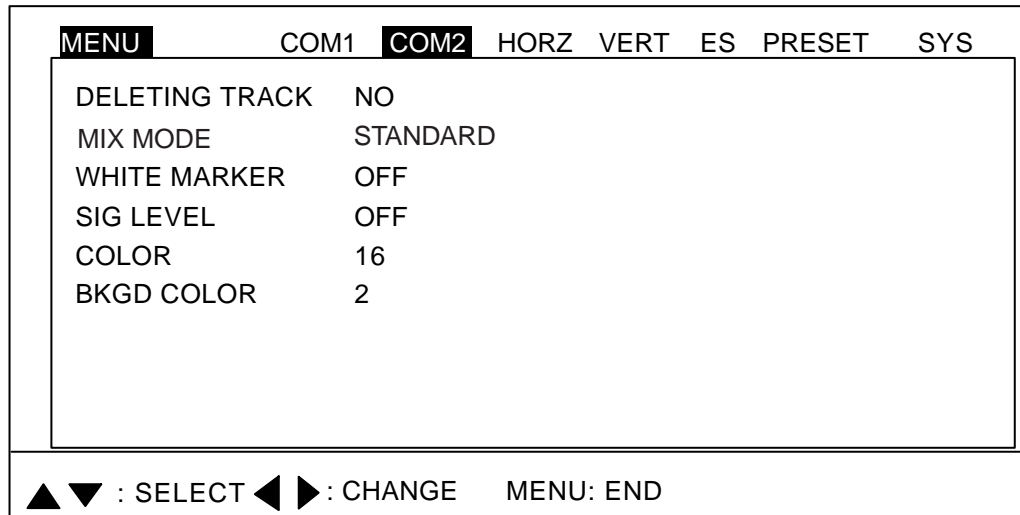 MENU COM1 COM2 HORZ VERT ES PRESET SYS
DELETING TRACK NO
MIX MODE STANDARD
WHITE MARKER OFF
SIG LEVEL OFF
COLOR 16
BKGD COLOR 2
▲ ▼ : SELECT ◀ ▶ : CHANGE MENU: END